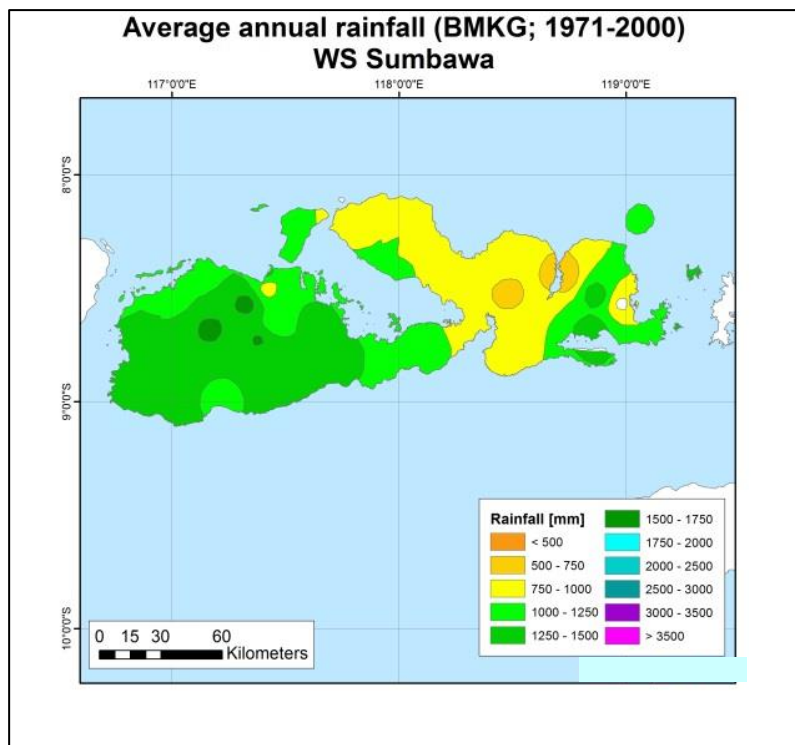 Average annual rainfall (BMKG; 1971-2000)
WS Sumbawa
117°0'0"E 118°0'0"E 119°0'0"E
8°0'0"S
9°0'0"S
10°0'0"S
Rainfall [mm]
< 500
500 - 750
750 - 1000
1000 - 1250
1250 - 1500
1500 - 1750
1750 - 2000
2000 - 2500
2500 - 3000
3000 - 3500
> 3500
0 15 30 60
Kilometers